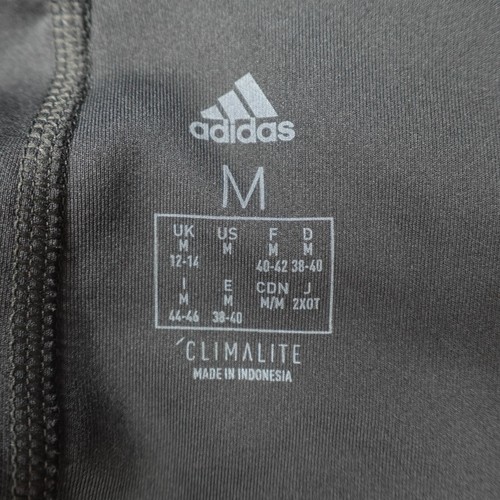 adidas
M
UK US F D
M M M M
12-14 40-42 38-40
I E CDN J
M M M/M 2XOT
44-46 38-40
CLIMALITE
MADE IN INDONESIA